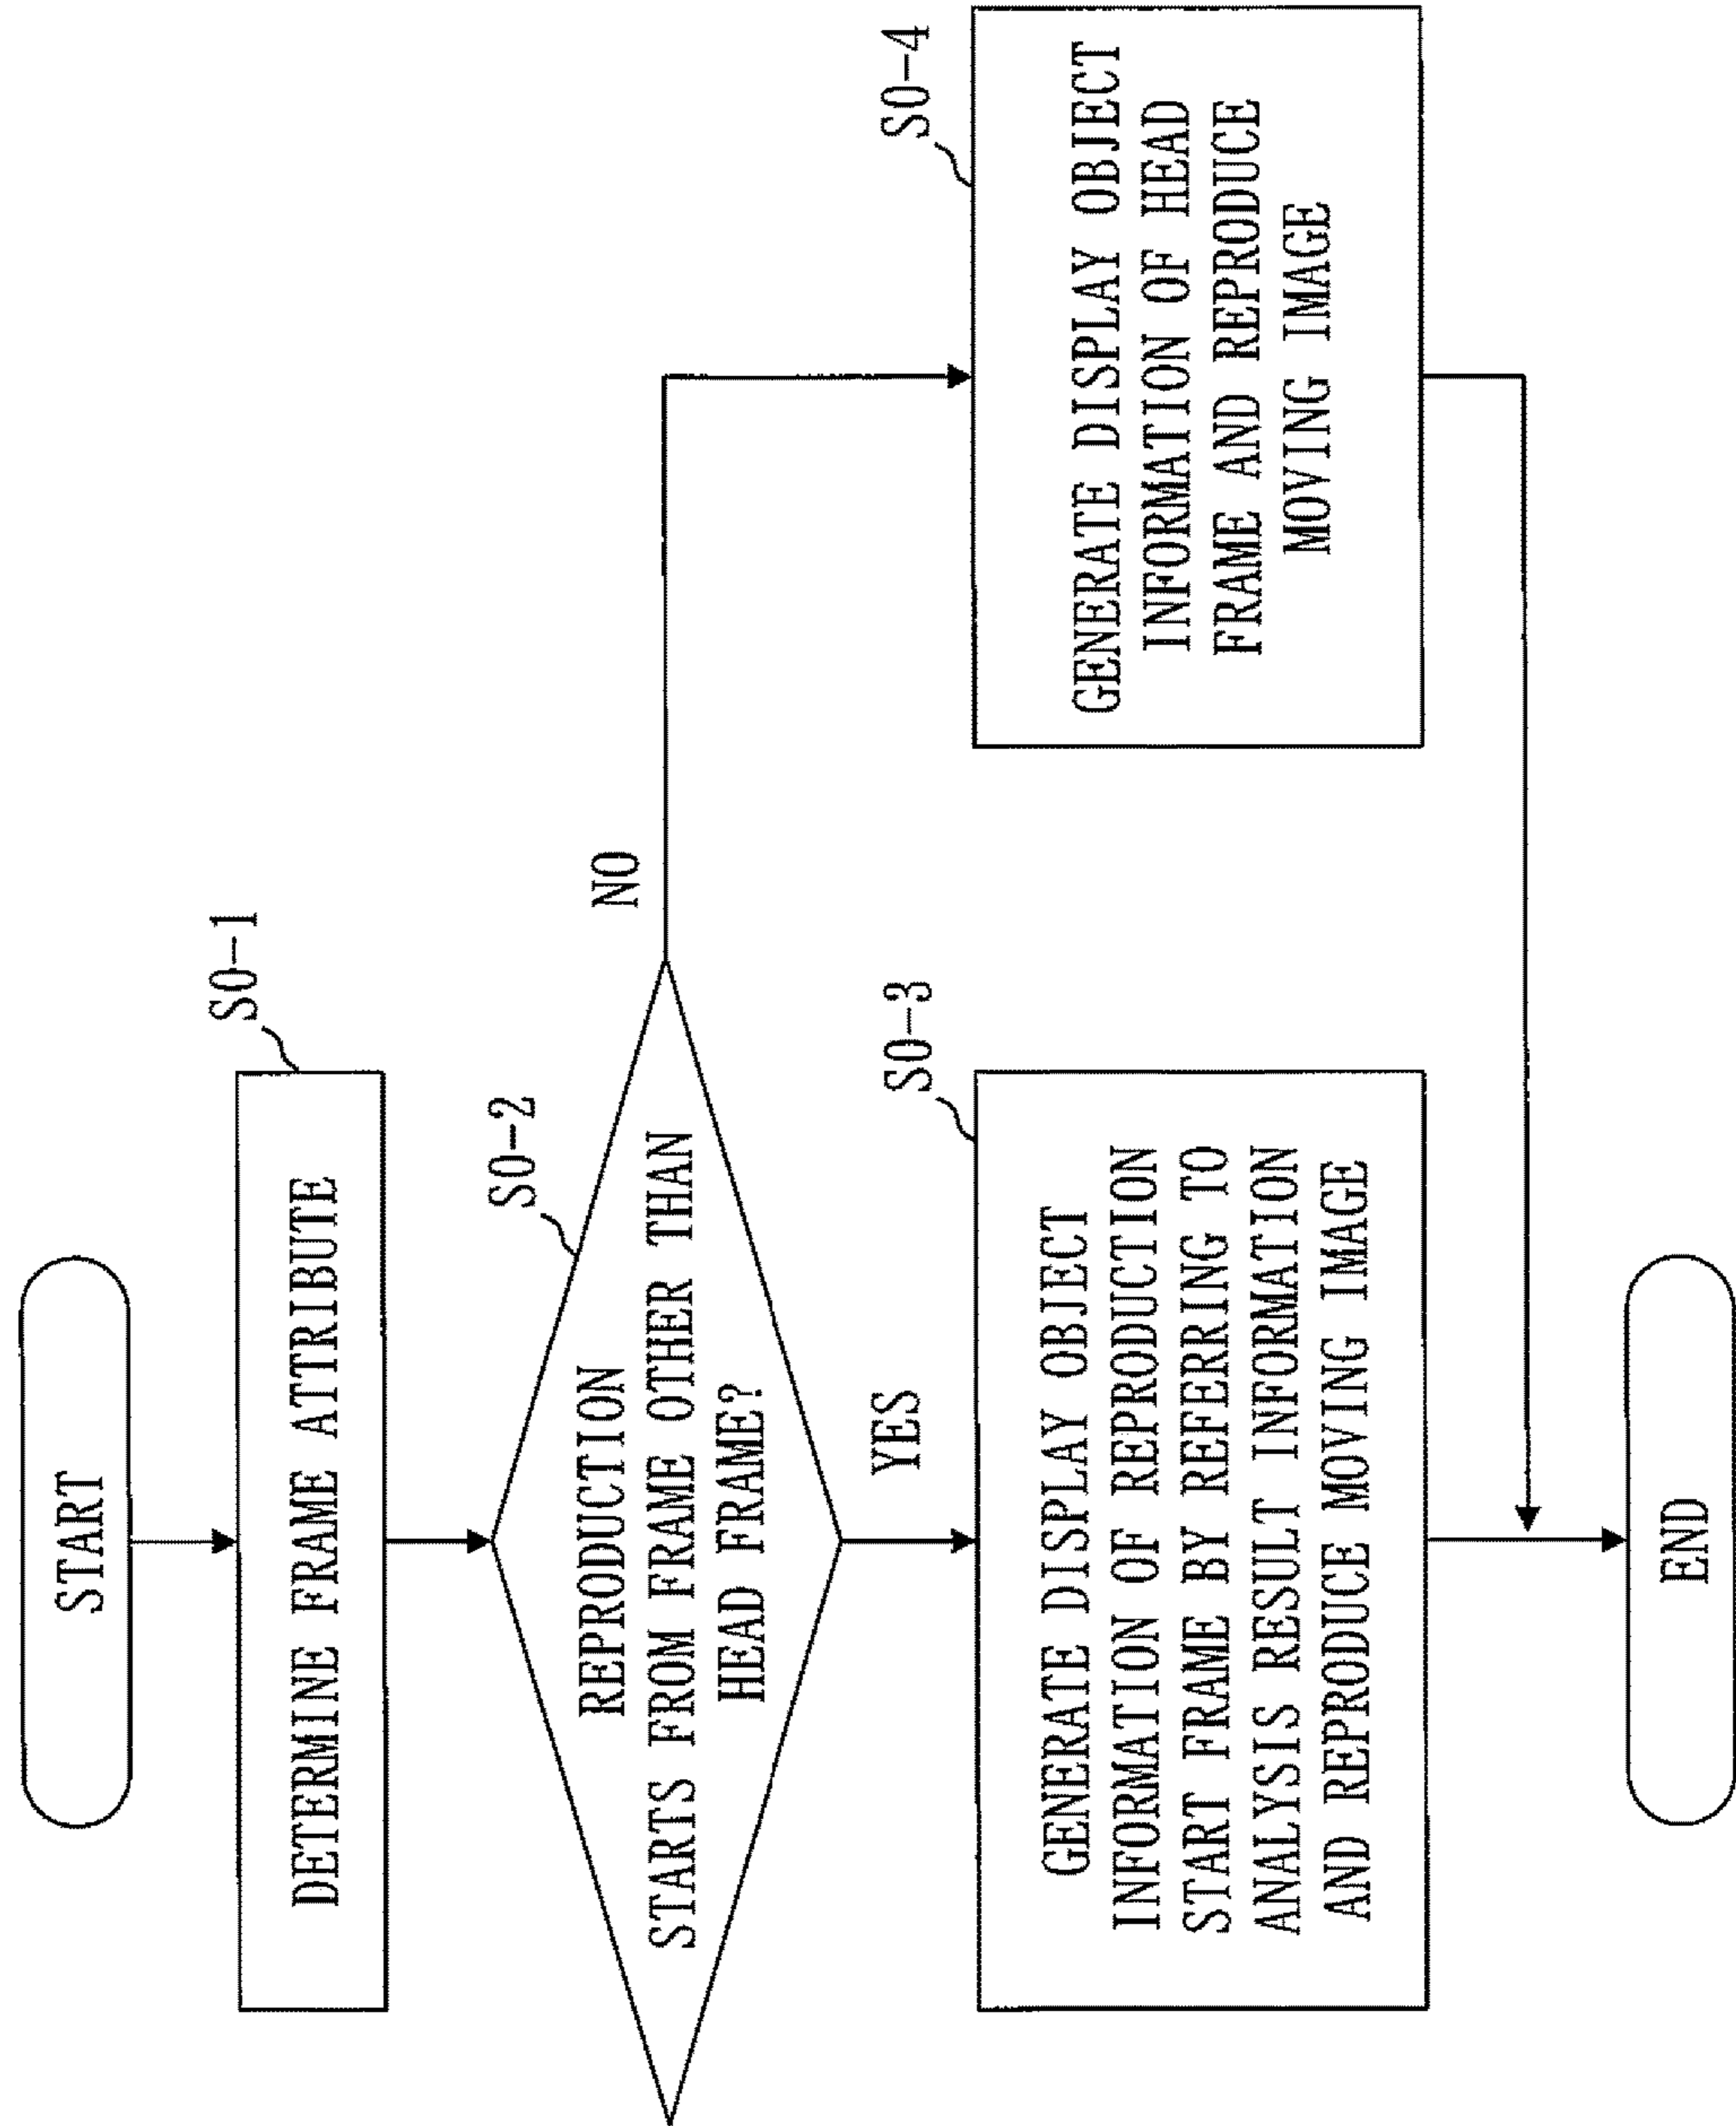 START
S0-1
DETERMINE FRAME ATTRIBUTE
S0-2
REPRODUCTION
STARTS FROM FRAME OTHER THAN
HEAD FRAME?
NO
YES
S0-3
GENERATE DISPLAY OBJECT
INFORMATION OF REPRODUCTION
START FRAME BY REFERRING TO
ANALYSIS RESULT INFORMATION
AND REPRODUCE MOVING IMAGE
S0-4
GENERATE DISPLAY OBJECT
INFORMATION OF HEAD
FRAME AND REPRODUCE
MOVING IMAGE
END